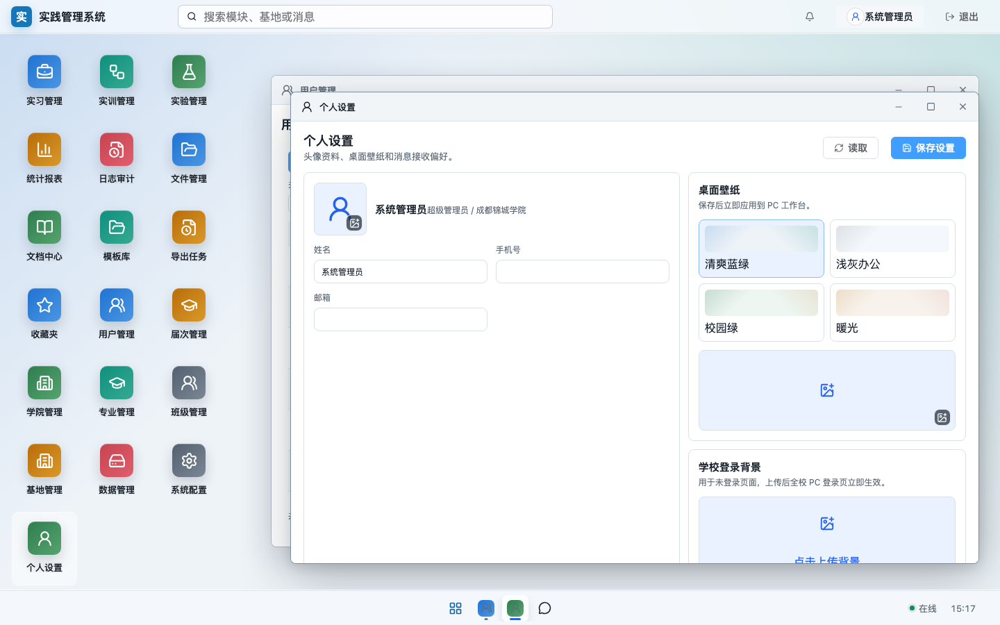 实 实践管理系统 搜索模块、基地或消息 系统管理员 退出
实习管理 实训管理 实验管理
统计报表 日志审计 文件管理
文档中心 模板库 导出任务
收藏夹 用户管理 届次管理
学院管理 专业管理 班级管理
基地管理 数据管理 系统配置
个人设置
用户管理
用
个人设置
个人设置
头像资料、桌面壁纸和消息接收偏好。
读取 保存设置
系统管理员超级管理员 / 成都锦城学院
姓名 手机号
系统管理员
邮箱
桌面壁纸
保存后立即应用到 PC 工作台。
清爽蓝绿 浅灰办公
校园绿 暖光
学校登录背景
用于未登录页面，上传后全校 PC 登录页立即生效。
点击上传背景
在线 15:17